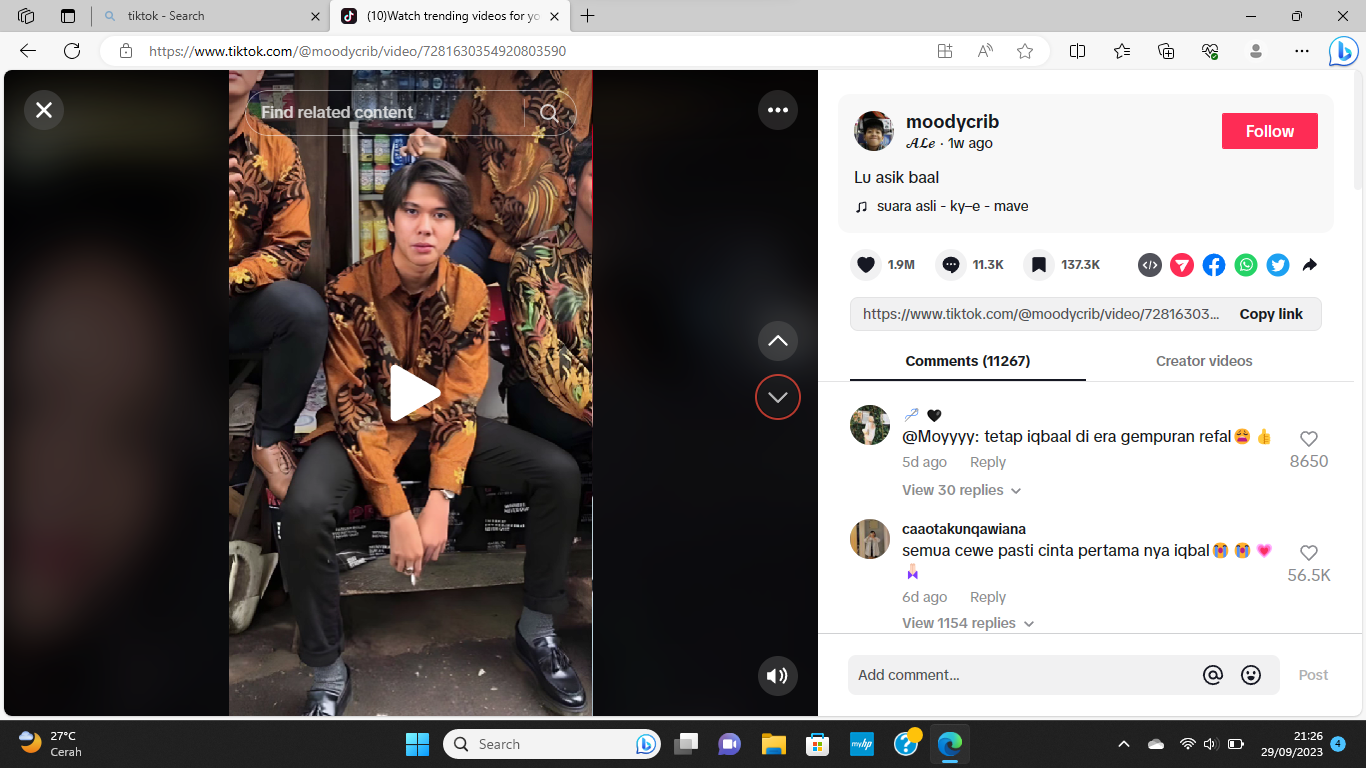 tiktok - Search
(10)Watch trending videos for yo
https://www.tiktok.com/@moodycrib/video/7281630354920803590
Find related content
moodycrib
𝓐𝓛𝓮 · 1w ago
Follow
Lu asik baal
suara asli - ky–e - mave
1.9M
11.3K
137.3K
https://www.tiktok.com/@moodycrib/video/72816303...
Copy link
Comments (11267)
Creator videos
@Moyyyy: tetap iqbaal di era gempuran refal😩👍
8650
5d ago
Reply
View 30 replies
caaotakunqawiana
semua cewe pasti cinta pertama nya iqbal😭😭💗
56.5K
6d ago
Reply
View 1154 replies
Add comment...
Post
27°C
Cerah
Search
myhp
21:26
29/09/2023
4